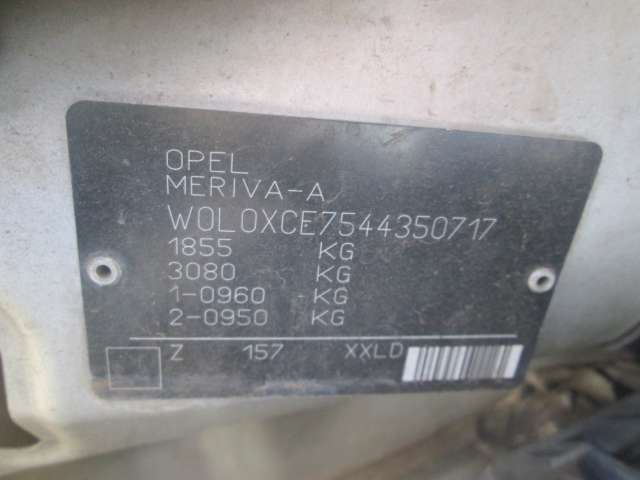 OPEL
MERIVA-A
W0L0XCE7544350717
1855 KG
3080 KG
1-0960 KG
2-0950 KG
Z 157 XXLD